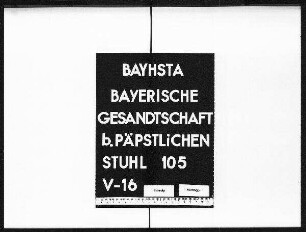 BAYHSTA
BAYERISCHE
GESANDTSCHAFT
b. PÄPSTLiCHEN
STUHL 105
V-16